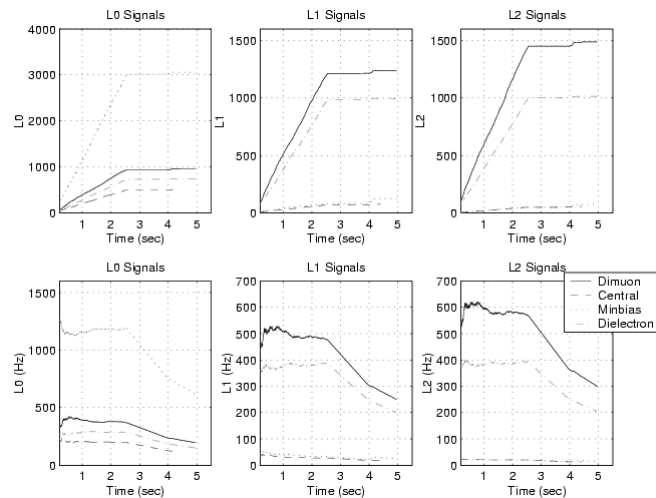 L0 Signals
L1 Signals
L2 Signals
4000
3000
2000
1000
0
L0
1 2 3 4 5
Time (sec)
1500
1000
500
0
L1
1 2 3 4 5
Time (sec)
1500
1000
500
0
L2
1 2 3 4 5
Time (sec)
L0 Signals
L1 Signals
L2 Signals
1500
1000
500
0
L0 (Hz)
1 2 3 4 5
Time (sec)
700
600
500
400
300
200
100
0
L1 (Hz)
1 2 3 4 5
Time (sec)
700
600
500
400
300
200
100
0
L2 (Hz)
1 2 3 4 5
Time (sec)
Dimuon
Central
Minbias
Dielectron